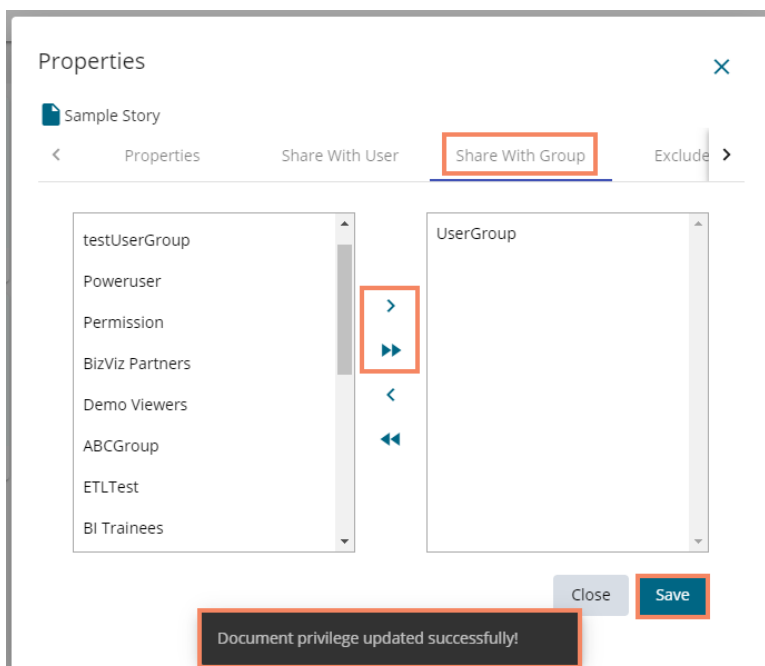 Properties
Sample Story
Properties Share With User Share With Group Exclude
testUserGroup
Poweruser
Permission
BizViz Partners
Demo Viewers
ABCGroup
ETLTest
BI Trainees
UserGroup
Close Save
Document privilege updated successfully!